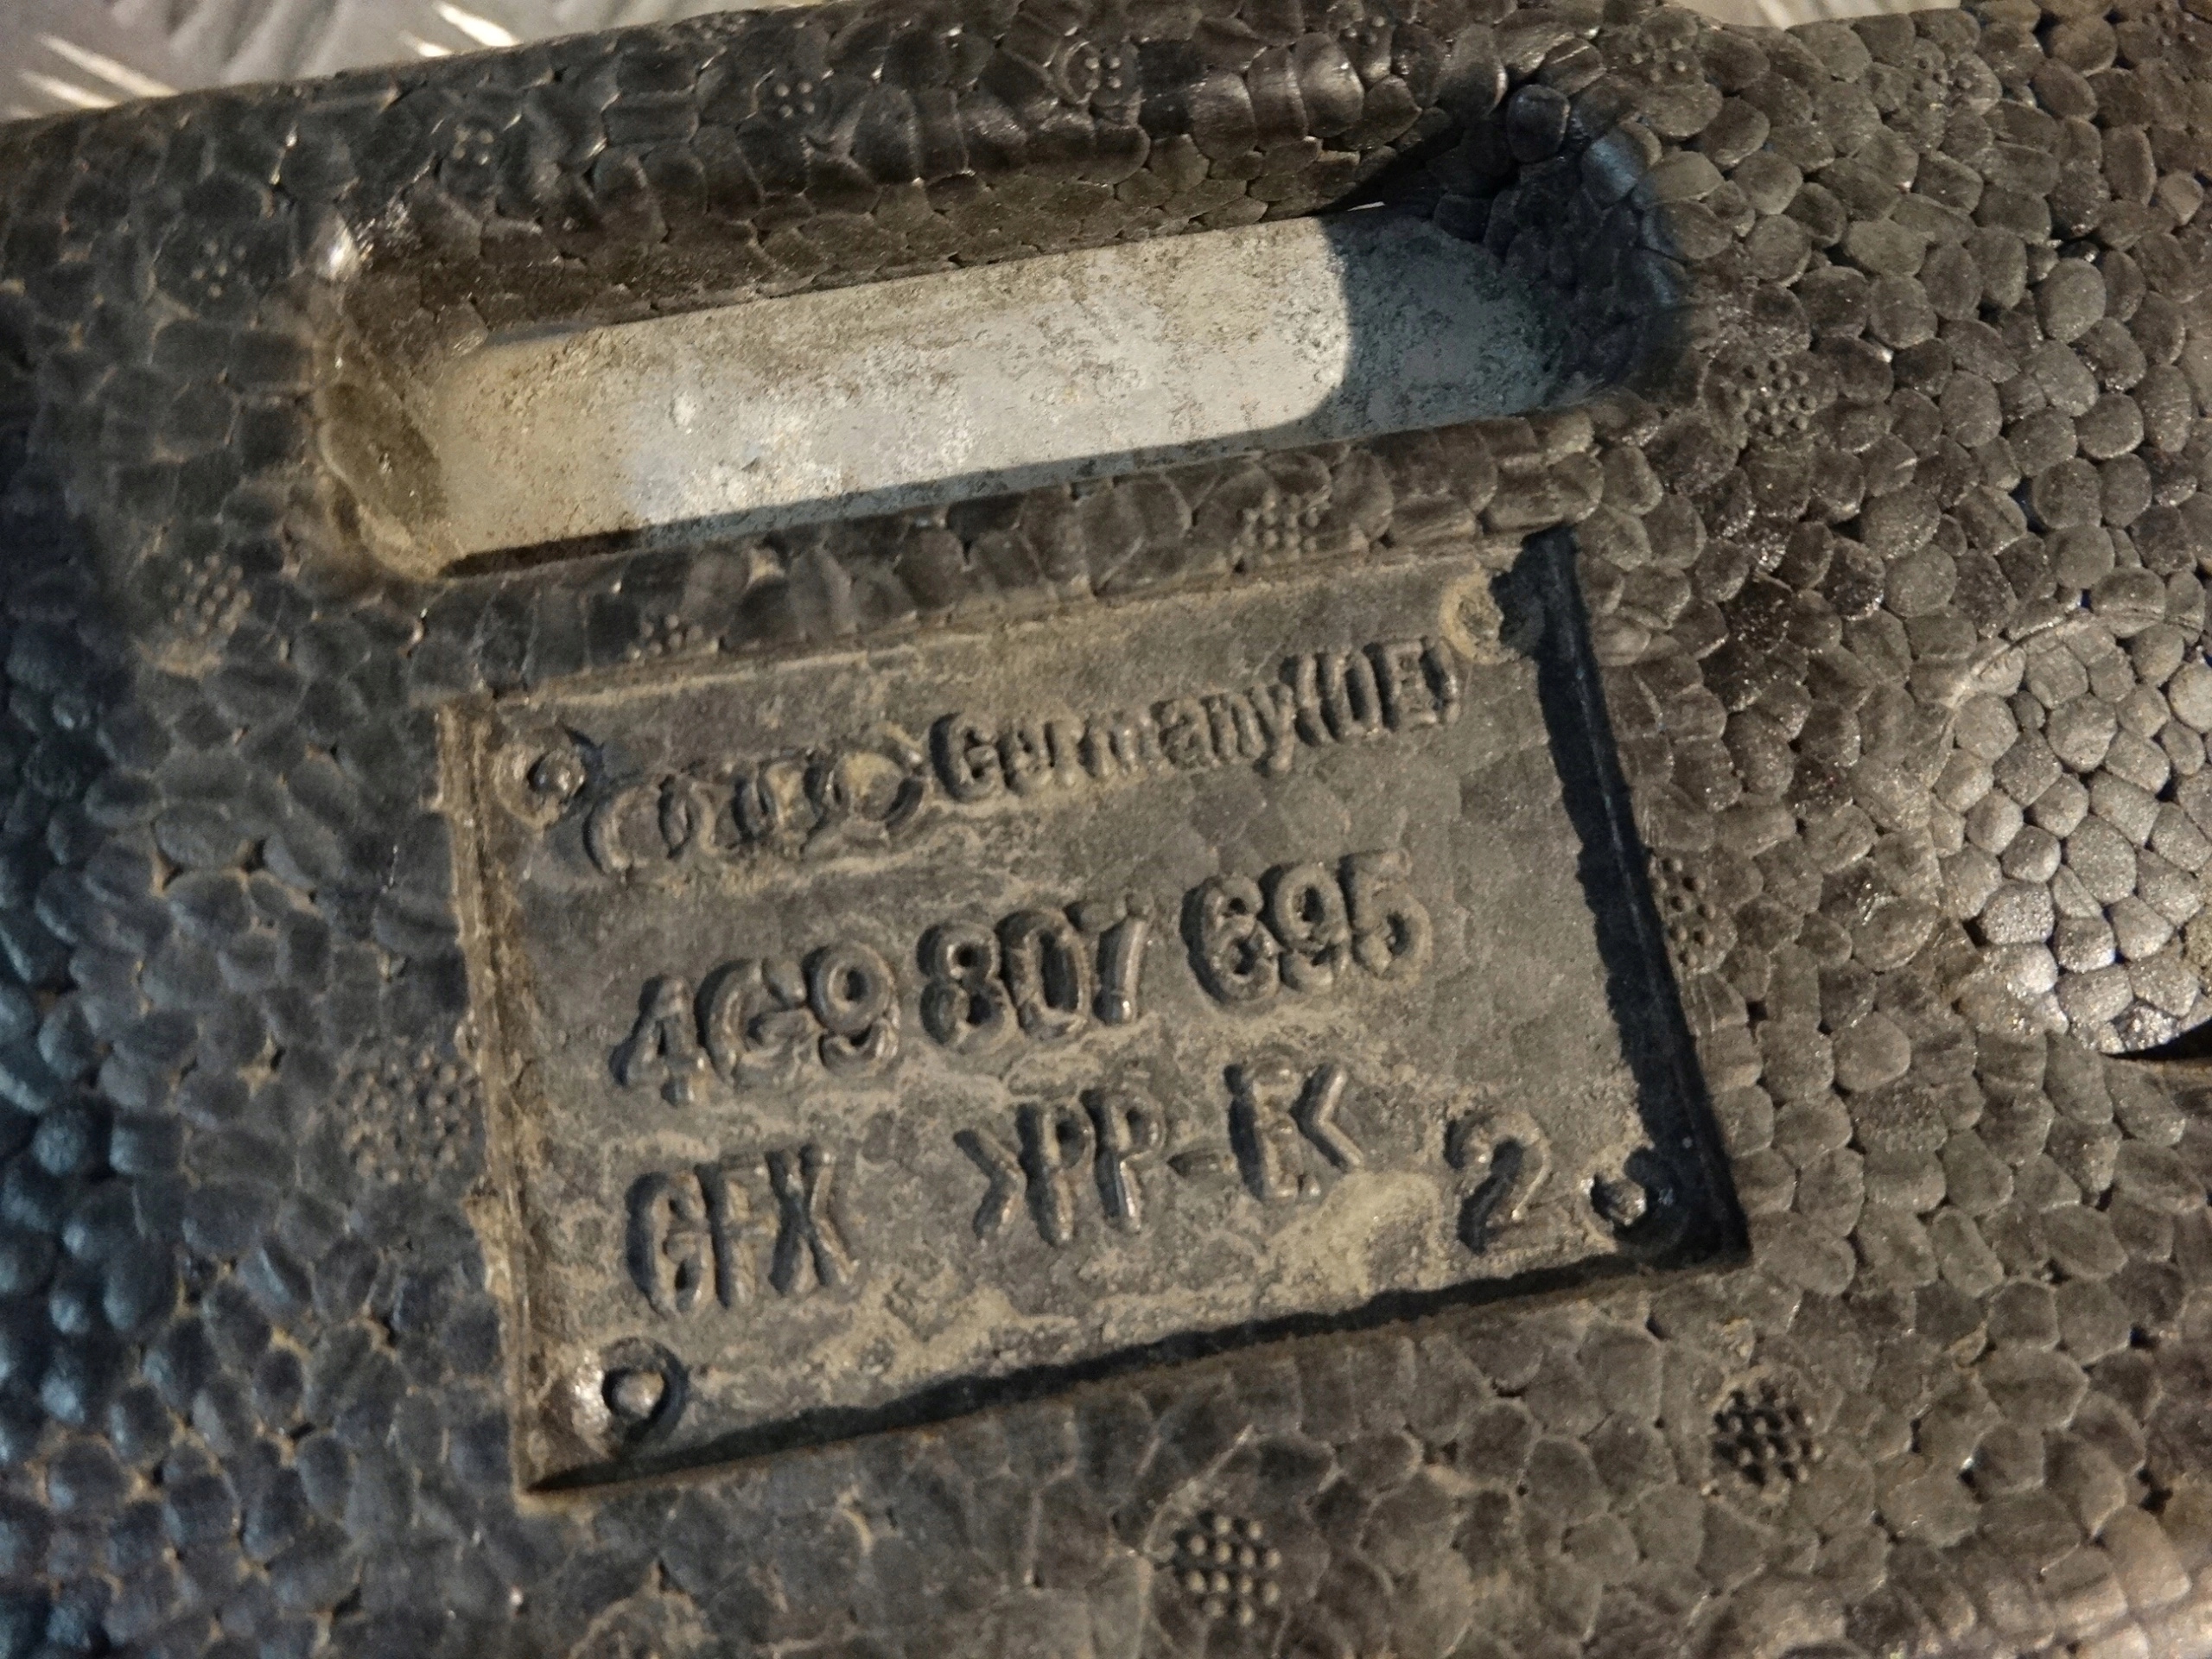 Germany(DE)
4G9 807 695
GFX >PP-E< 2